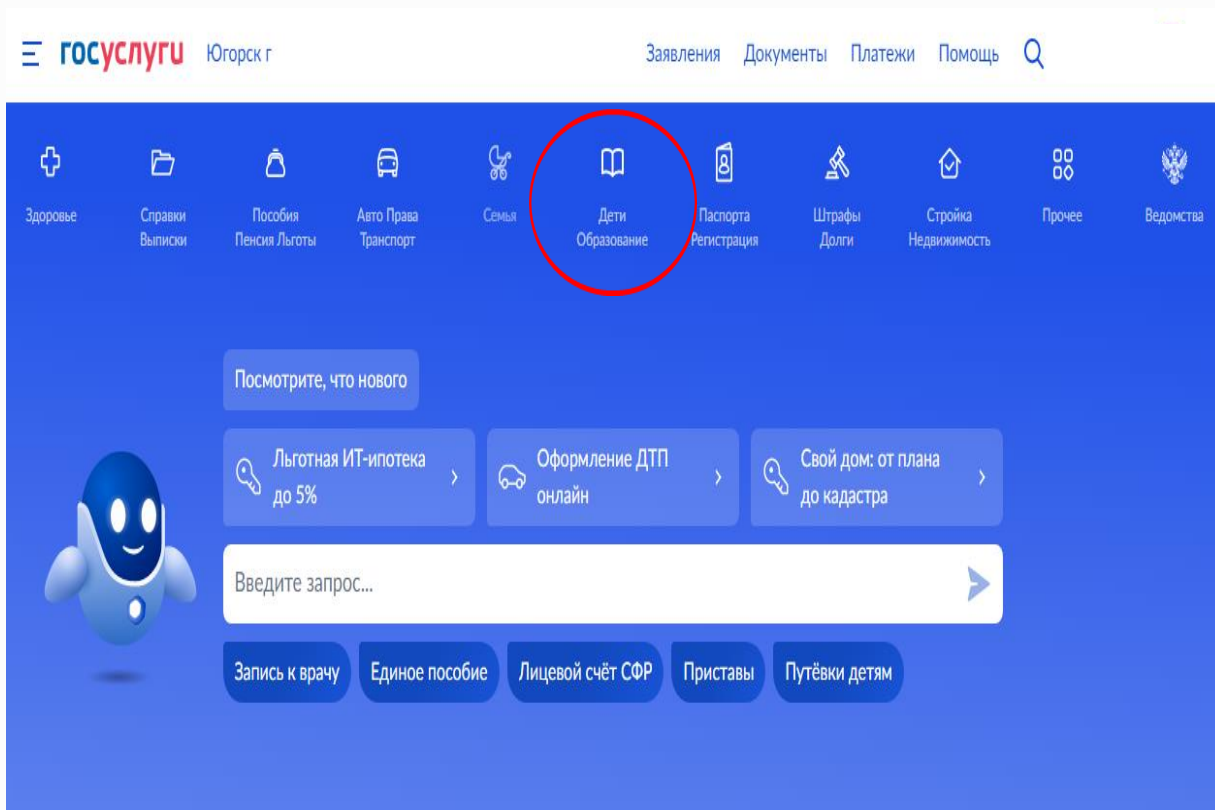 госуслуги Югорск г Заявления Документы Платежи Помощь
Здоровье Справки Пособия Авто Права Семья Дети Паспорта Штрафы Стройка Прочее Ведомства
Выписки Пенсия Льготы Транспорт Образование Регистрация Долги Недвижимость
Посмотрите, что нового
Льготная ИТ-ипотека
до 5%
Оформление ДТП
онлайн
Свой дом: от плана
до кадастра
Введите запрос...
Запись к врачу Единое пособие Лицевой счёт СФР Приставы Путёвки детям